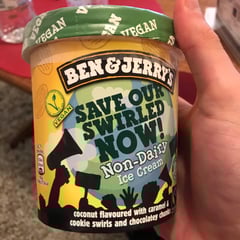 VEGAN
VEGAN
BEN & JERRY'S
VEGAN
SAVE OUR
SWIRLED
NOW!
Non-Dairy
Ice Cream
coconut flavoured with caramel &
cookie swirls and chocolatey chunks